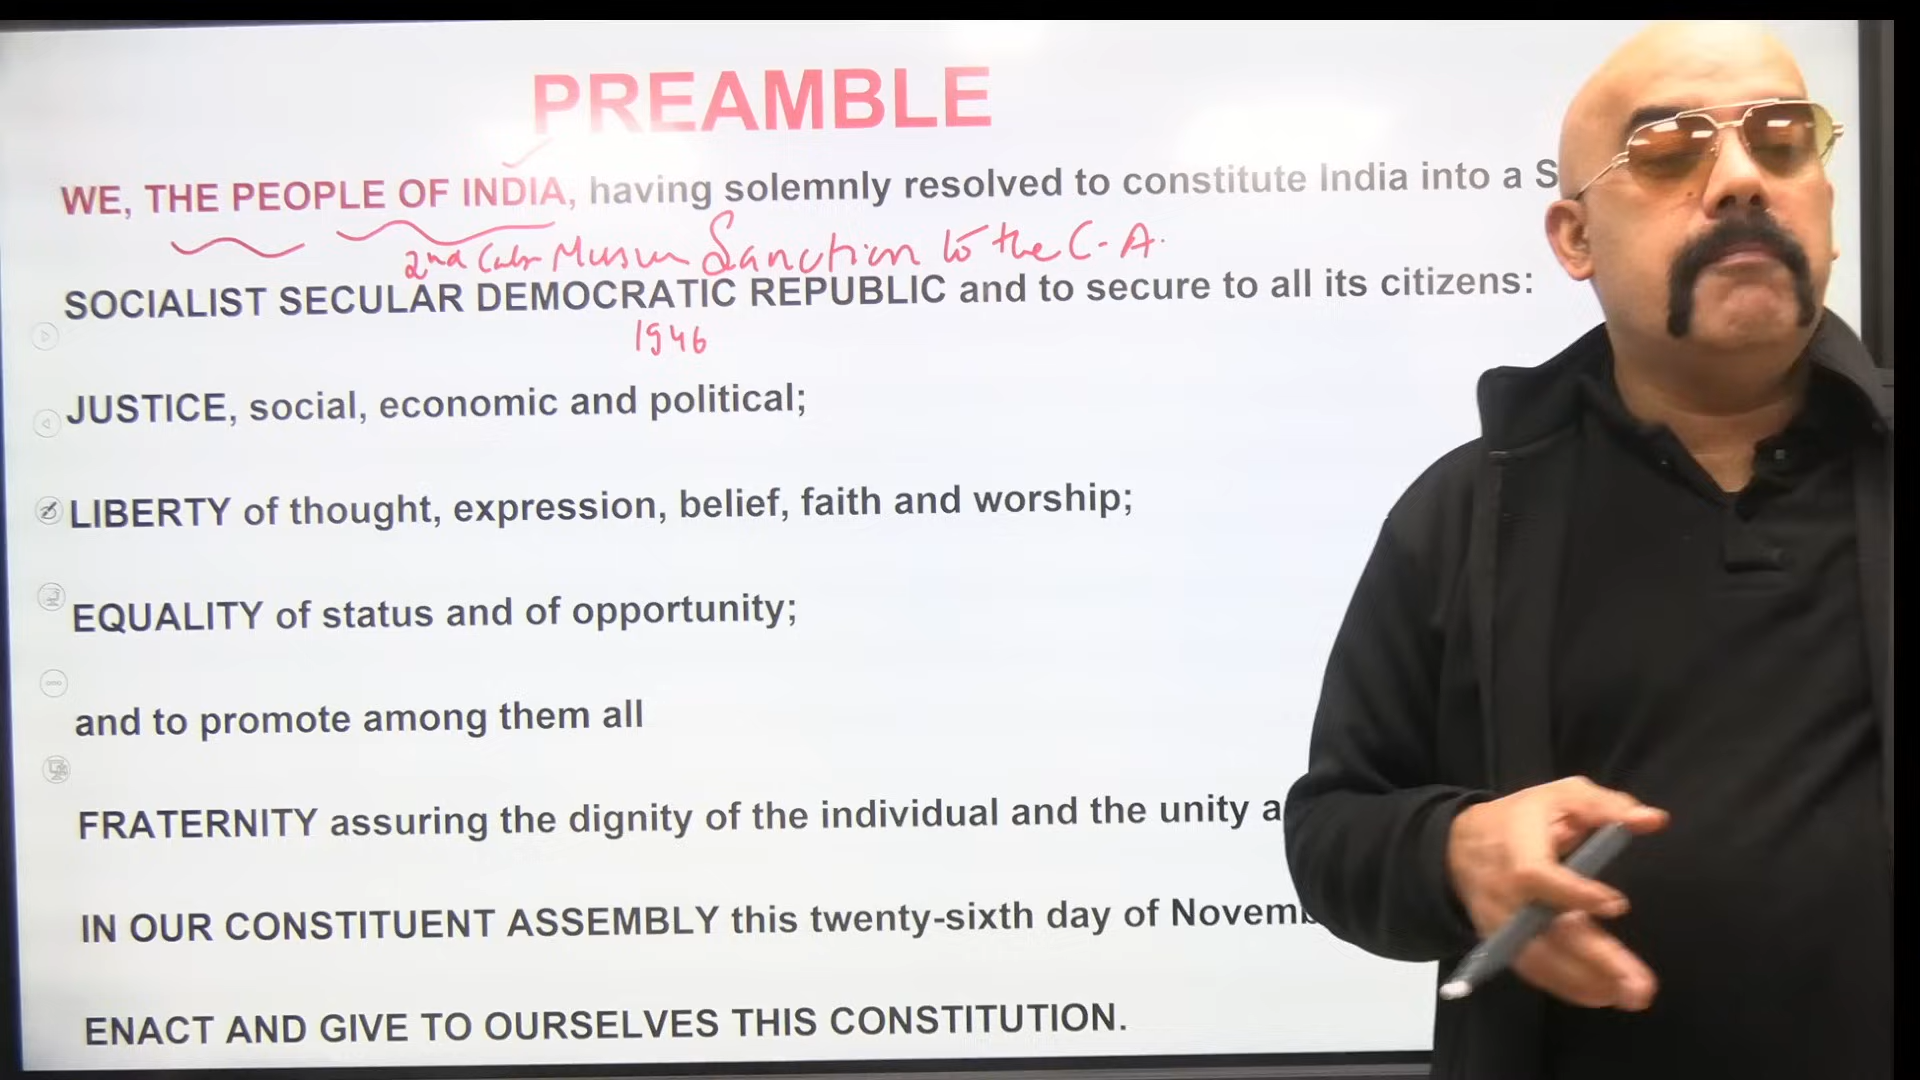 PREAMBLE
WE, THE PEOPLE OF INDIA, having solemnly resolved to constitute India into a S
2nd Sanction to the C-A.
SOCIALIST SECULAR DEMOCRATIC REPUBLIC and to secure to all its citizens:
1946
JUSTICE, social, economic and political;
LIBERTY of thought, expression, belief, faith and worship;
EQUALITY of status and of opportunity;
and to promote among them all
FRATERNITY assuring the dignity of the individual and the unity a
IN OUR CONSTITUENT ASSEMBLY this twenty-sixth day of Novem
ENACT AND GIVE TO OURSELVES THIS CONSTITUTION.